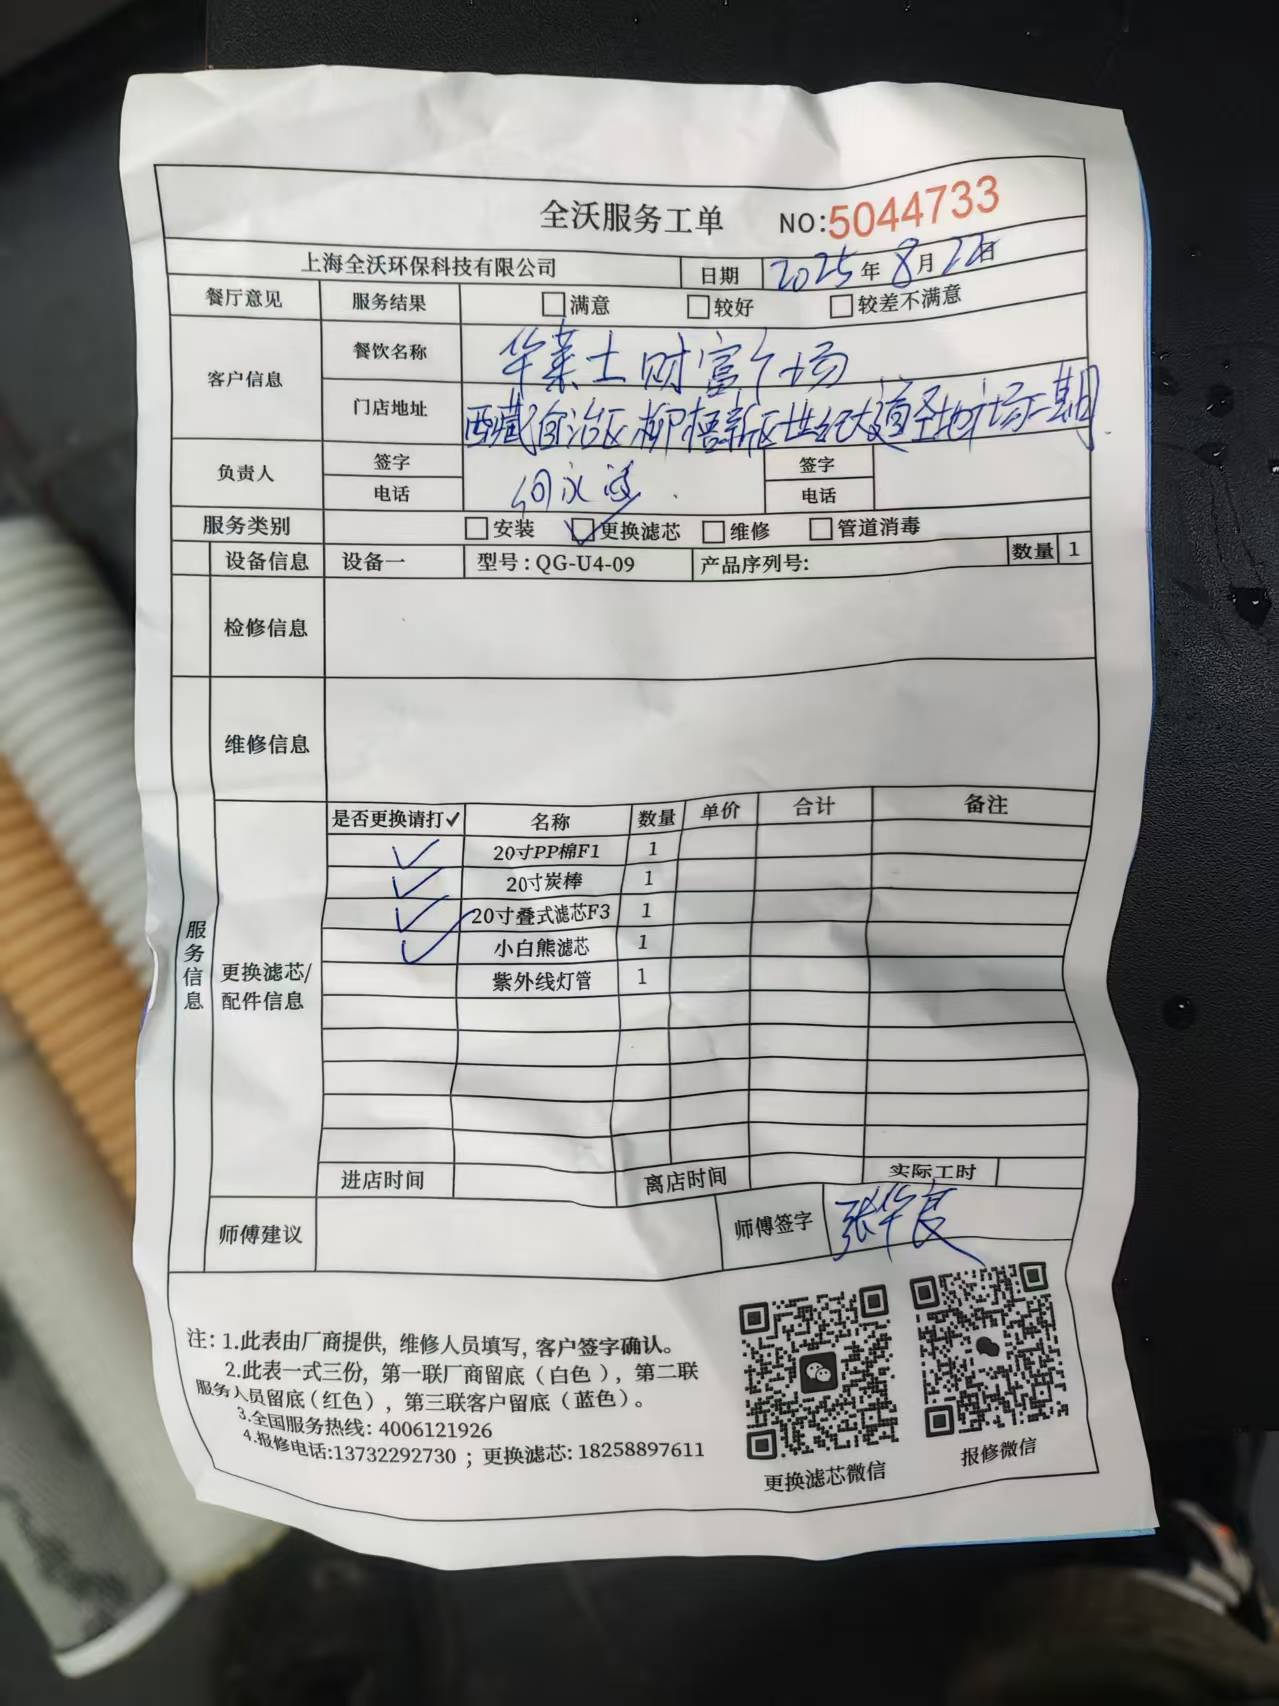 全沃服务工单 NO:5044733
上海全沃环保科技有限公司 日期 2025年8月22日
餐厅意见 服务结果 □满意 □较好 □较差不满意
客户信息 餐饮名称 华莱士财富广场
门店地址 西藏自治区柳梧新区世纪大道圣地广场二期
负责人 签字 签字
电话 电话
服务类别 □安装 ☑更换滤芯 □维修 □管道消毒
设备信息 设备一 型号:QG-U4-09 产品序列号: 数量 1
检修信息
维修信息
服务信息
更换滤芯/配件信息
是否更换请打✓ 名称 数量 单价 合计 备注
✓ 20寸PP棉F1 1
✓ 20寸炭棒 1
✓ 20寸叠式滤芯F3 1
✓ 小白熊滤芯 1
紫外线灯管 1
进店时间 离店时间 实际工时
师傅建议 师傅签字 张华良
注:1.此表由厂商提供,维修人员填写,客户签字确认。
2.此表一式三份,第一联厂商留底(白色),第二联
服务人员留底(红色),第三联客户留底(蓝色)。
3.全国服务热线:4006121926
4.报修电话:13732292730 ;更换滤芯:18258897611
更换滤芯微信 报修微信